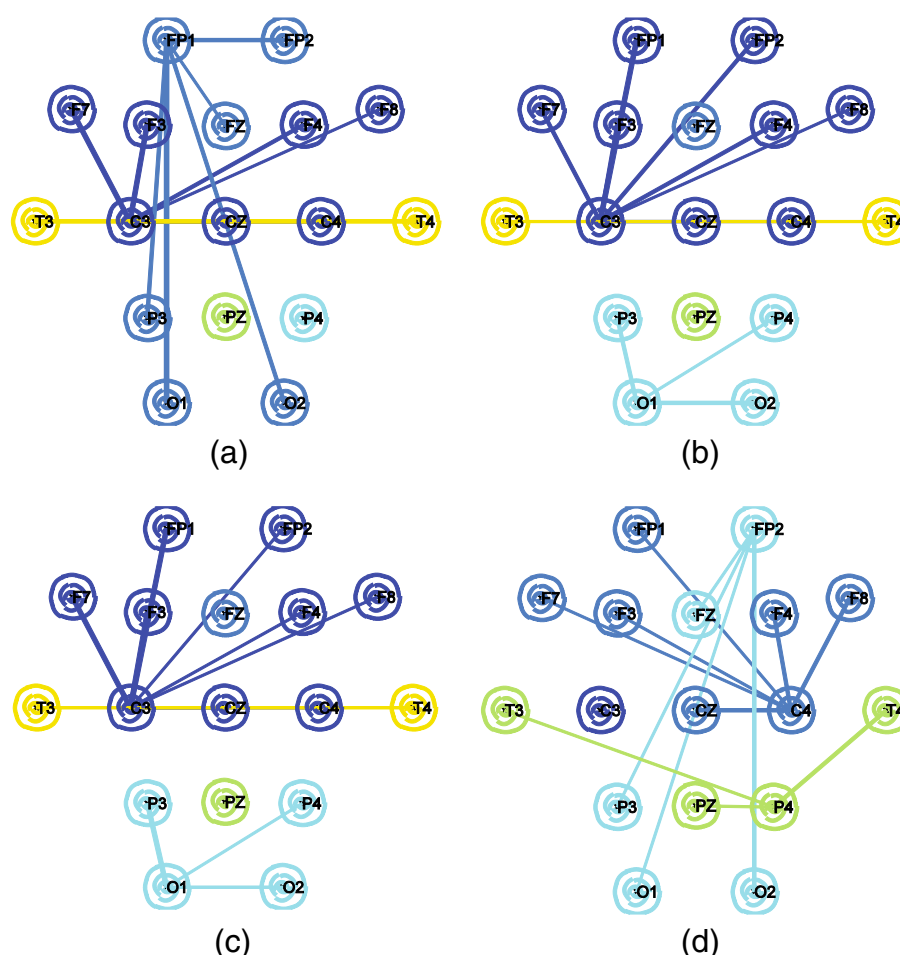 FP1 FP2 FP1 FP2
F7 F3 FZ F4 F8 F7 F3 FZ F4 F8
T3 C3 CZ C4 T4 T3 C3 CZ C4 T4
P3 PZ P4 P3 PZ P4
O1 O2 O1 O2
(a) (b)
FP1 FP2 FP1 FP2
F7 F3 FZ F4 F8 F7 F3 FZ F4 F8
T3 C3 CZ C4 T4 T3 C3 CZ C4 T4
P3 PZ P4 P3 PZ P4
O1 O2 O1 O2
(c) (d)